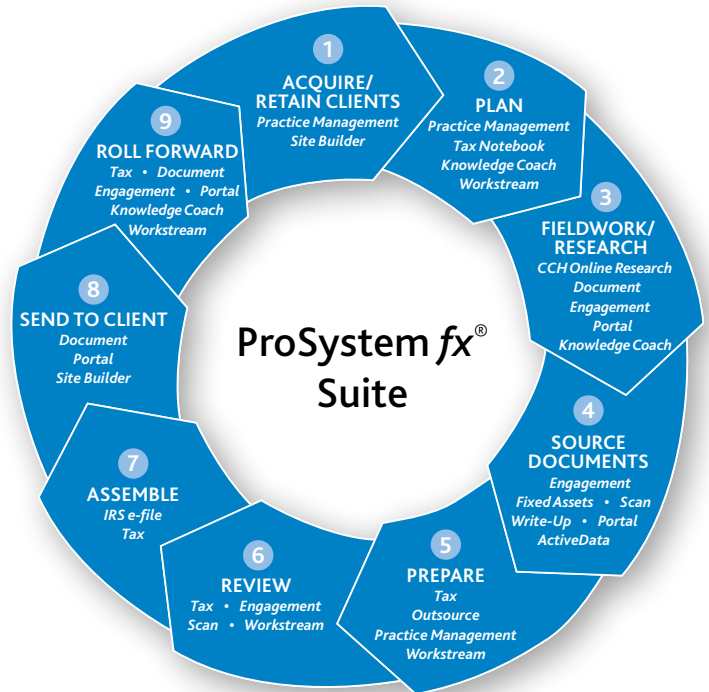 1
ACQUIRE/
RETAIN CLIENTS
Practice Management
Site Builder
2
PLAN
Practice Management
Tax Notebook
Knowledge Coach
Workstream
3
FIELDWORK/
RESEARCH
CCH Online Research
Document
Engagement
Portal
Knowledge Coach
4
SOURCE
DOCUMENTS
Engagement
Fixed Assets • Scan
Write-Up • Portal
ActiveData
5
PREPARE
Tax
Outsource
Practice Management
Workstream
6
REVIEW
Tax • Engagement
Scan • Workstream
7
ASSEMBLE
IRS e-file
Tax
8
SEND TO CLIENT
Document
Portal
Site Builder
9
ROLL FORWARD
Tax • Document
Engagement • Portal
Knowledge Coach
Workstream
ProSystem fx®
Suite